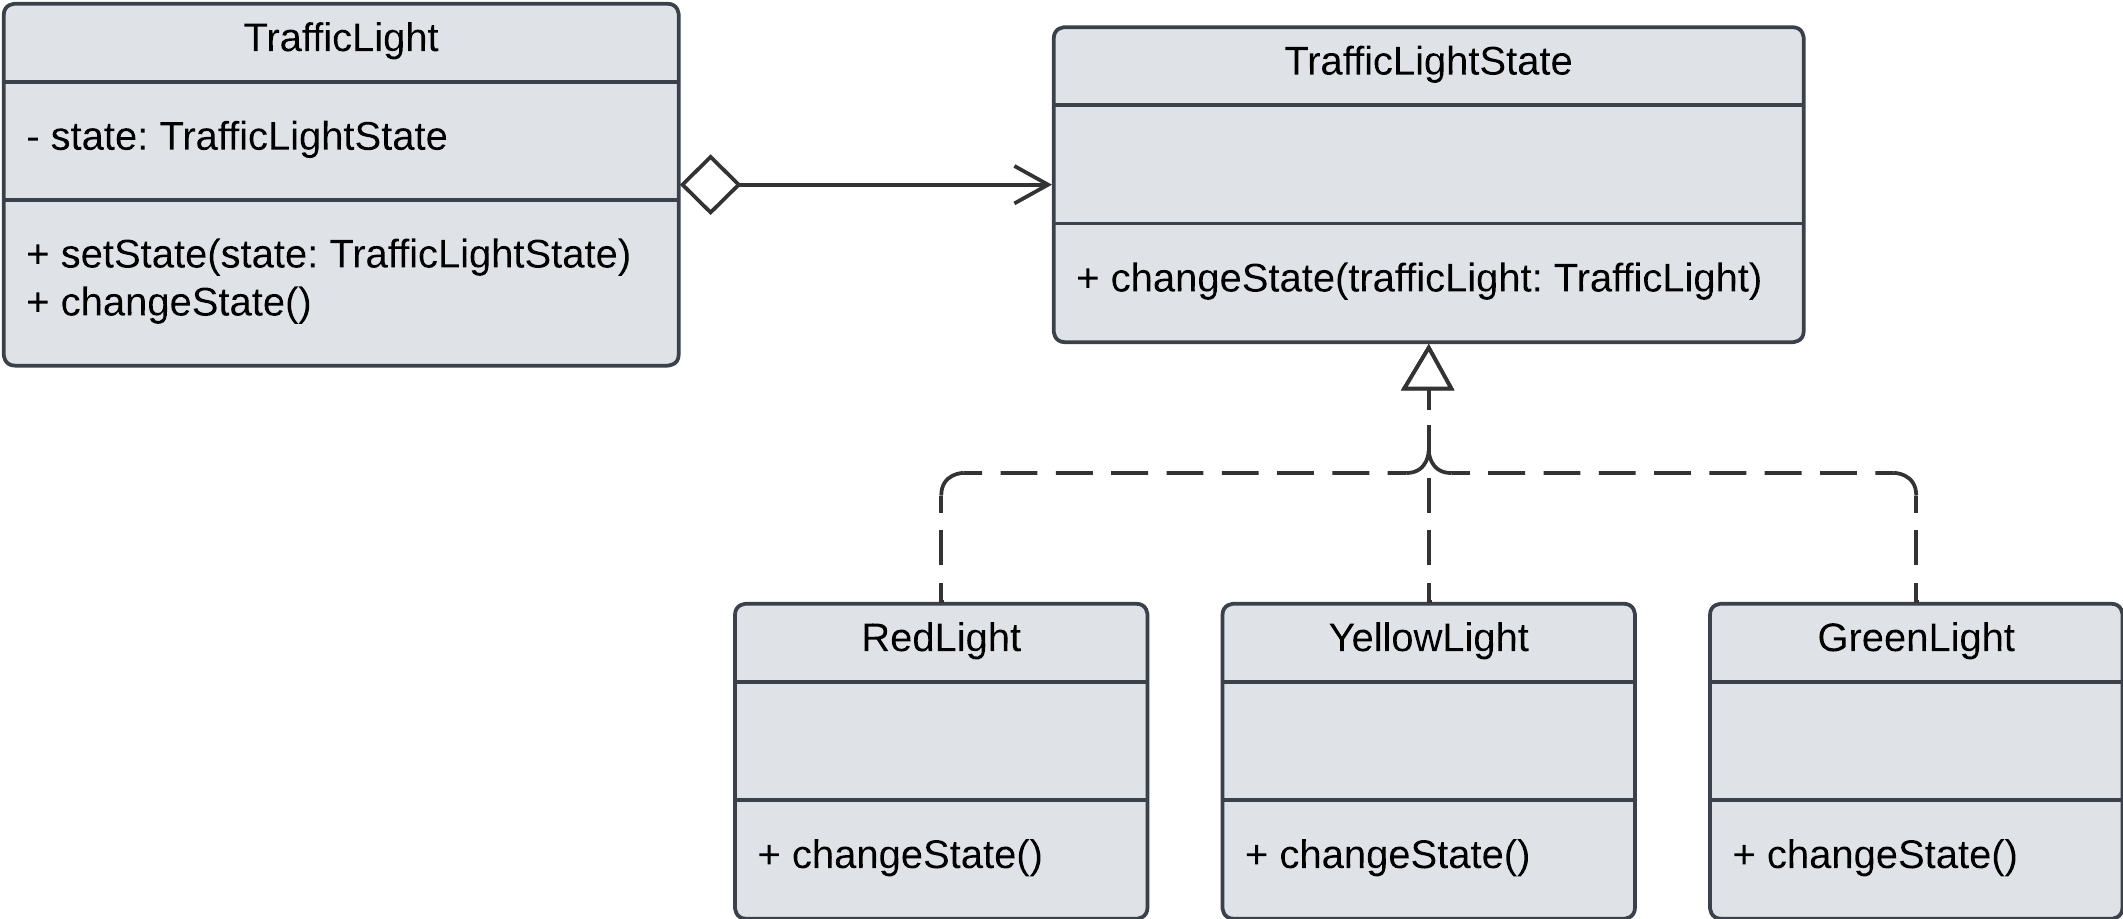 TrafficLight
- state: TrafficLightState
+ setState(state: TrafficLightState)
+ changeState()
TrafficLightState
+ changeState(trafficLight: TrafficLight)
RedLight
+ changeState()
YellowLight
+ changeState()
GreenLight
+ changeState()